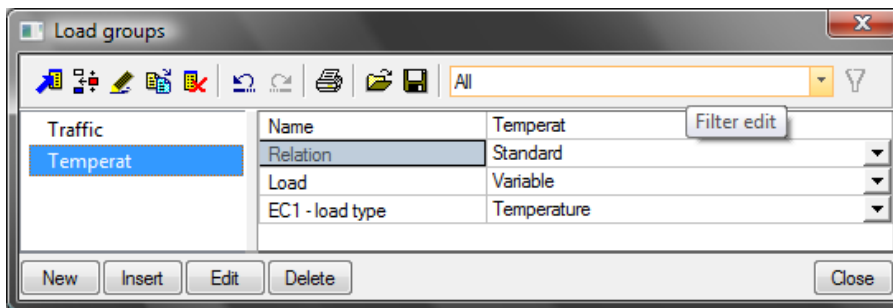 Load groups
All
Filter edit
Traffic
Temperat
Name Temperat
Relation Standard
Load Variable
EC1 - load type Temperature
New Insert Edit Delete Close